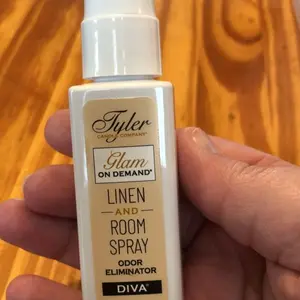 Tyler
CANDLE COMPANY®
Glam
ON DEMAND®
LINEN
AND
ROOM
SPRAY
ODOR
ELIMINATOR
DIVA®